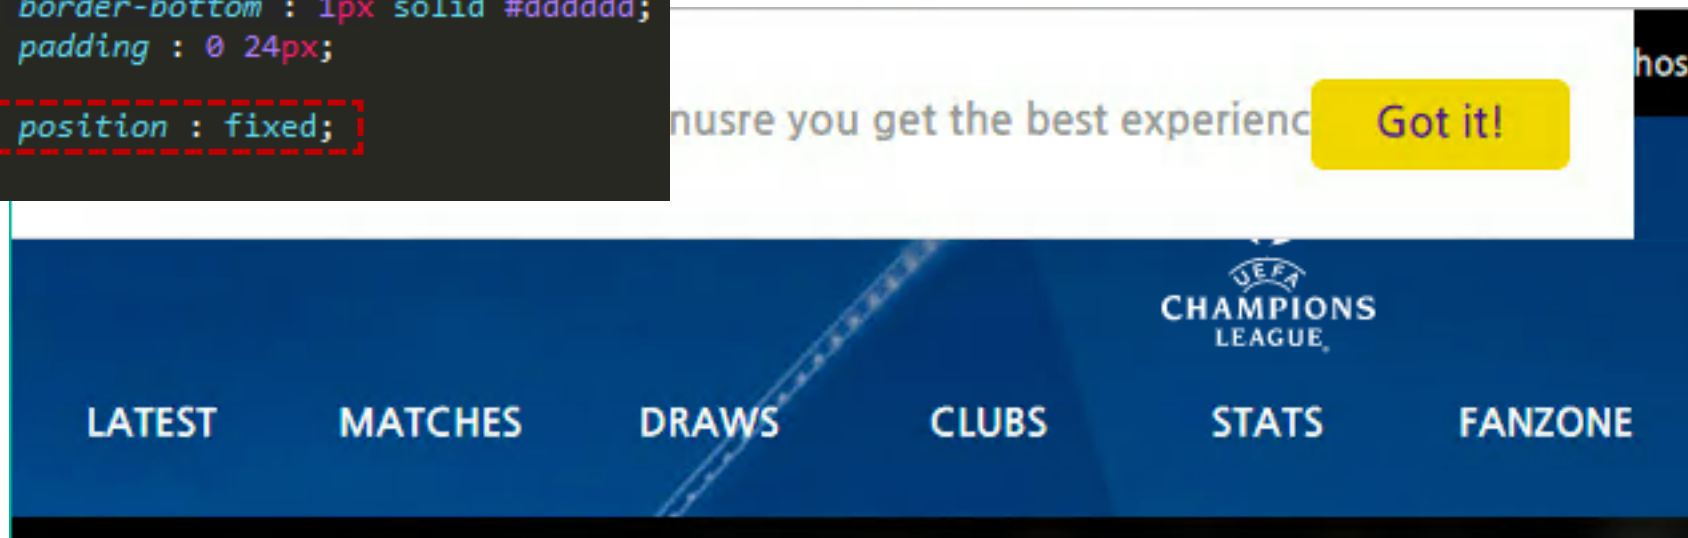 border-bottom : 1px solid #dddddd;
padding : 0 24px;
position : fixed;
nusre you get the best experienc
Got it!
hos
UEFA
CHAMPIONS
LEAGUE
LATEST MATCHES DRAWS CLUBS STATS FANZONE